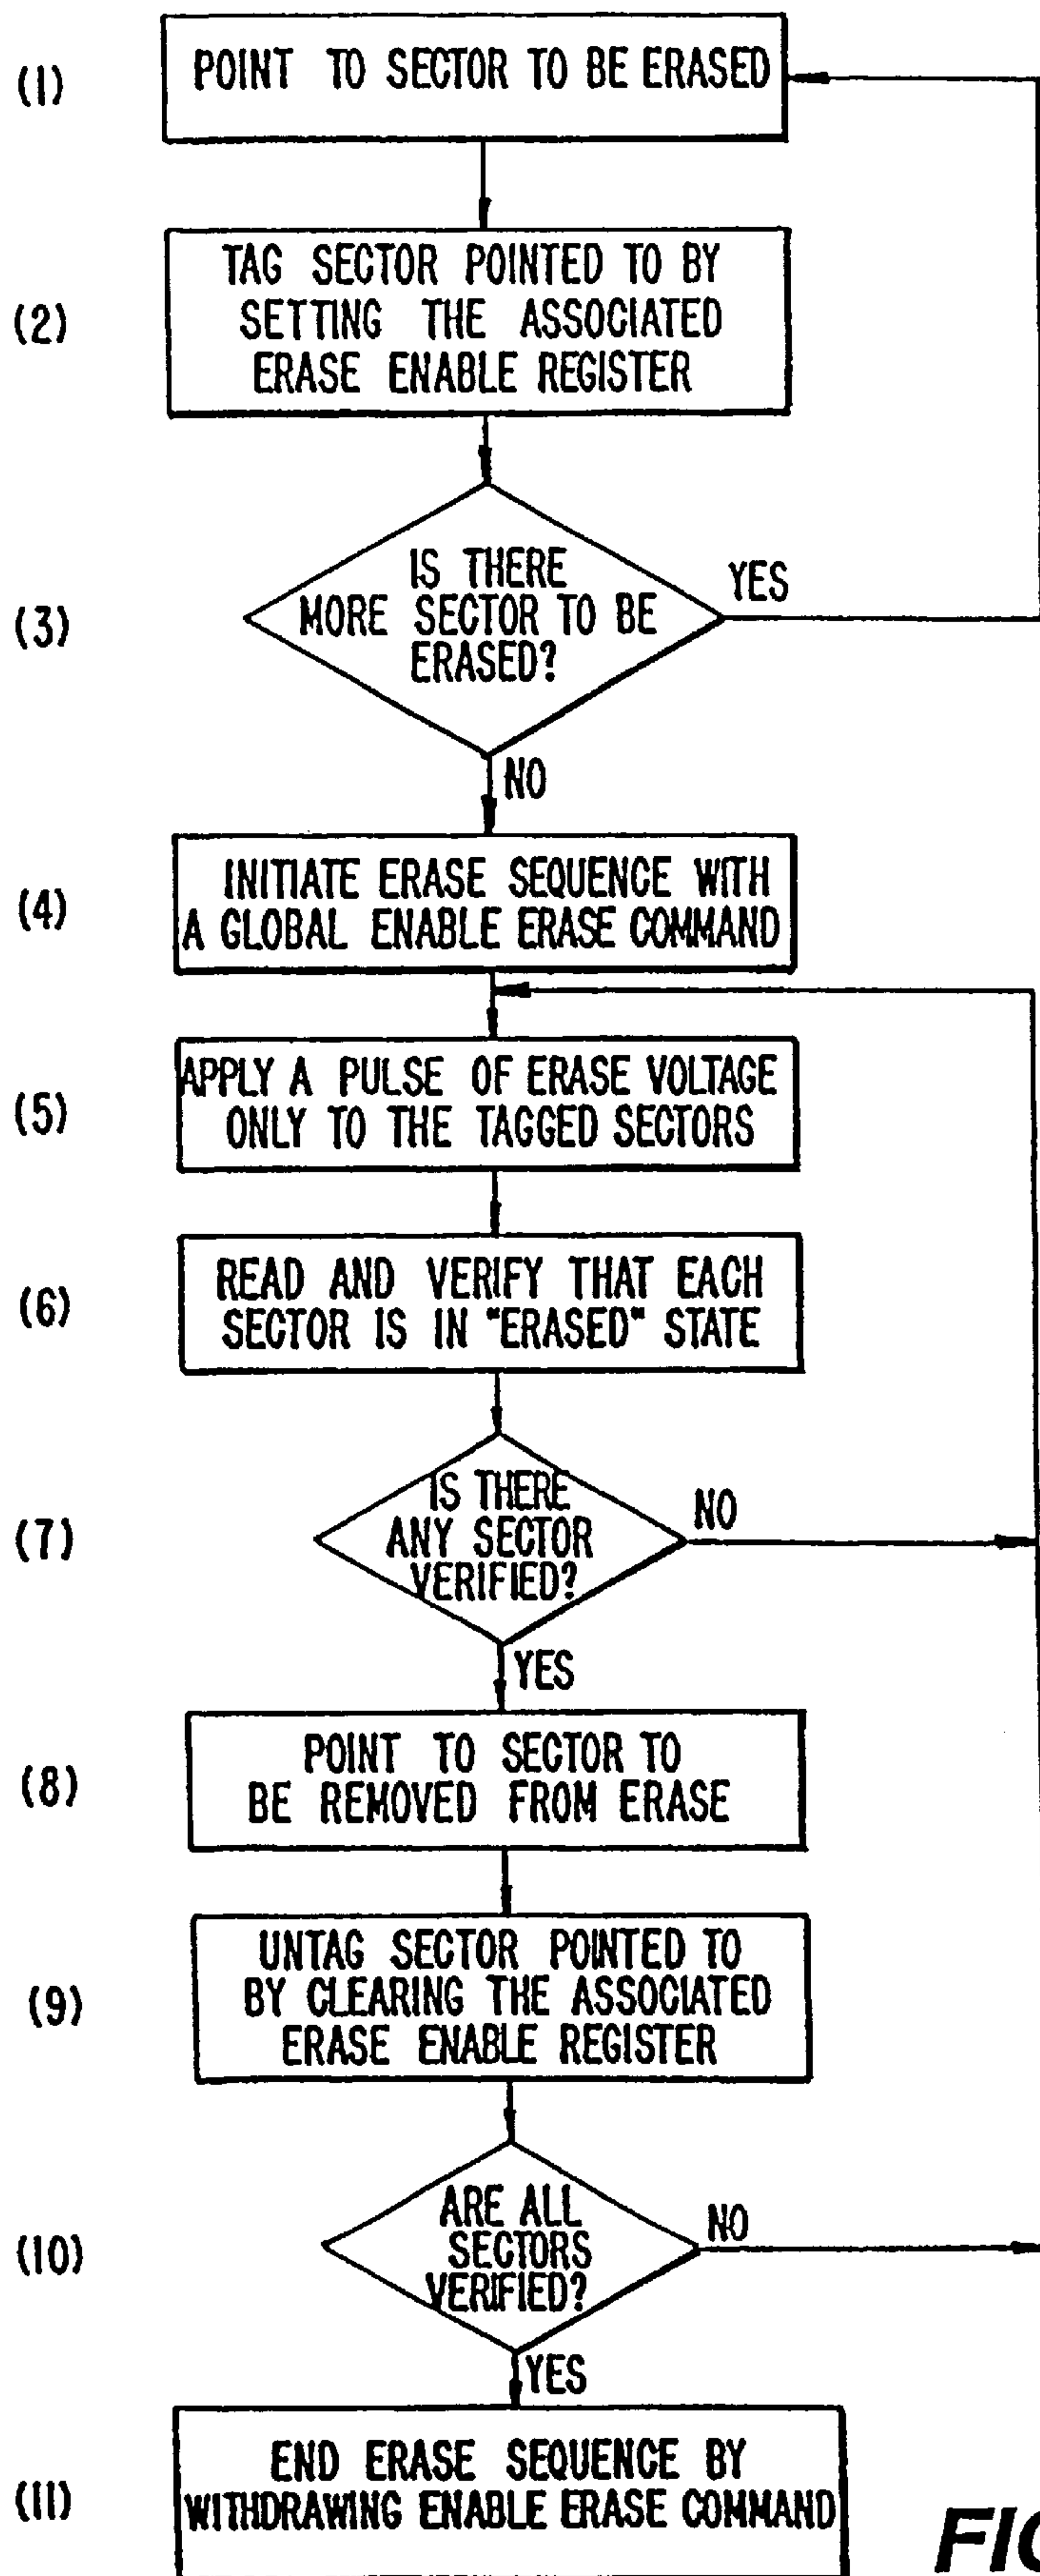 (1)
POINT TO SECTOR TO BE ERASED
(2)
TAG SECTOR POINTED TO BY
SETTING THE ASSOCIATED
ERASE ENABLE REGISTER
(3)
IS THERE
MORE SECTOR TO BE
ERASED?
YES
NO
(4)
INITIATE ERASE SEQUENCE WITH
A GLOBAL ENABLE ERASE COMMAND
(5)
APPLY A PULSE OF ERASE VOLTAGE
ONLY TO THE TAGGED SECTORS
(6)
READ AND VERIFY THAT EACH
SECTOR IS IN "ERASED" STATE
(7)
IS THERE
ANY SECTOR
VERIFIED?
NO
YES
(8)
POINT TO SECTOR TO
BE REMOVED FROM ERASE
(9)
UNTAG SECTOR POINTED TO
BY CLEARING THE ASSOCIATED
ERASE ENABLE REGISTER
(10)
ARE ALL
SECTORS
VERIFIED?
NO
YES
(11)
END ERASE SEQUENCE BY
WITHDRAWING ENABLE ERASE COMMAND